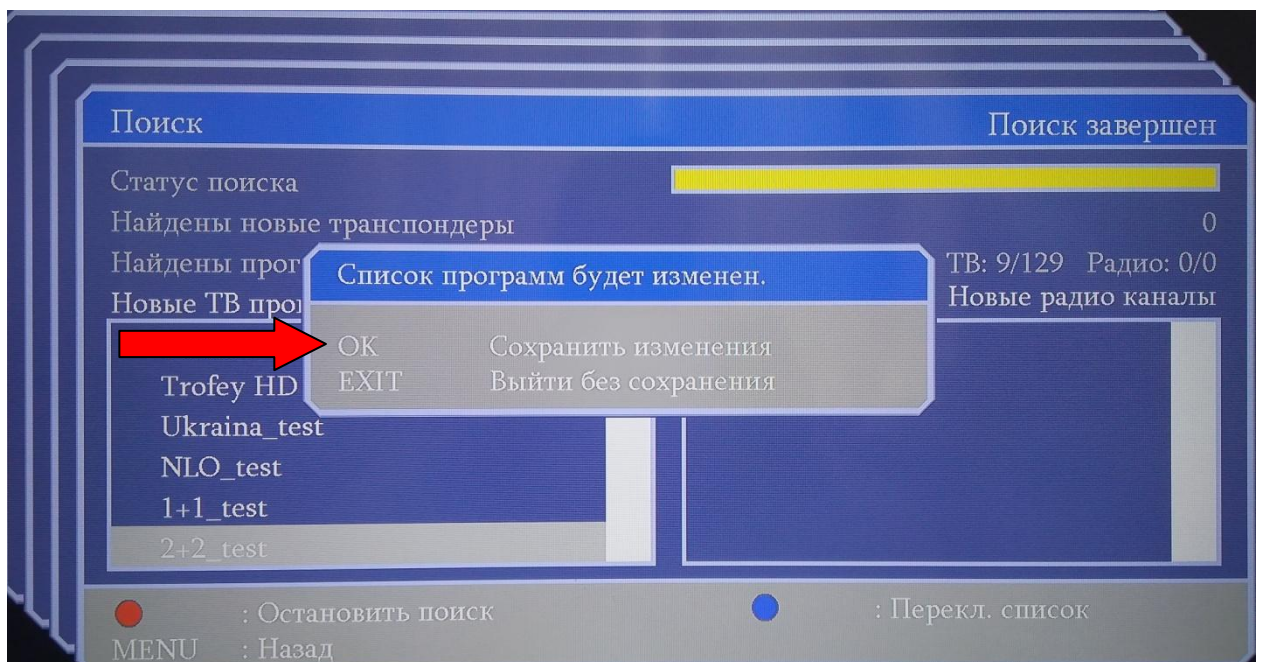 Поиск Поиск завершен
Статус поиска
Найдены новые транспондеры 0
Найдены прог ТВ: 9/129 Радио: 0/0
Новые ТВ прог Новые радио каналы
Список программ будет изменен.
OK Сохранить изменения
EXIT Выйти без сохранения
Trofey HD
Ukraina_test
NLO_test
1+1_test
2+2_test
: Остановить поиск : Перекл. список
MENU : Назад